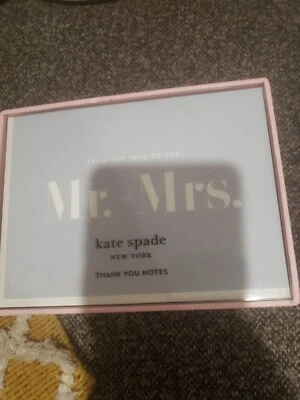 FROM THE DESK OF THE
Mr. Mrs.
kate spade
NEW YORK
THANK YOU NOTES